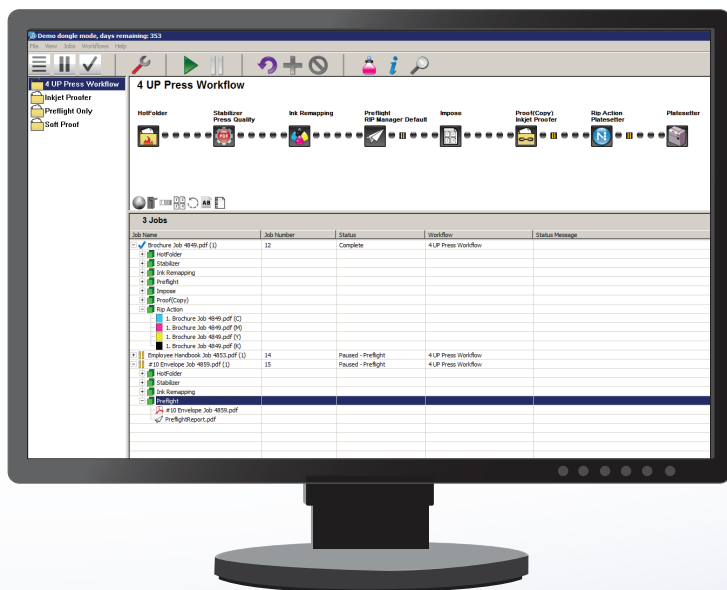 Demo dongle mode, days remaining: 353
File View Jobs Workflows Help
4 UP Press Workflow
Inkjet Proofer
Preflight Only
Soft Proof
4 UP Press Workflow
HotFolder
Stabilizer
Press Quality
Ink Remapping
Preflight
RIP Manager Default
Impose
Proof(Copy)
Inkjet Proofer
Rip Action
Platesetter
Platesetter
PDF
N
AB
3 Jobs
Job Name Job Number Status Workflow Status Message
Brochure Job 4849.pdf (1) 12 Complete 4 UP Press Workflow
HotFolder
Stabilizer
Ink Remapping
Preflight
Impose
Proof(Copy)
Rip Action
1. Brochure Job 4849.pdf (C)
1. Brochure Job 4849.pdf (M)
1. Brochure Job 4849.pdf (Y)
1. Brochure Job 4849.pdf (K)
Employee Handbook Job 4853.pdf (1) 14 Paused - Preflight 4 UP Press Workflow
#10 Envelope Job 4859.pdf (1) 15 Paused - Preflight 4 UP Press Workflow
HotFolder
Stabilizer
Ink Remapping
Preflight
#10 Envelope Job 4859.pdf
PreflightReport.pdf